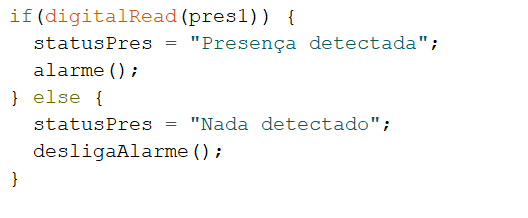 if(digitalRead(pres1)) {
  statusPres = "Presença detectada";
  alarme();
} else {
  statusPres = "Nada detectado";
  desligaAlarme();
}